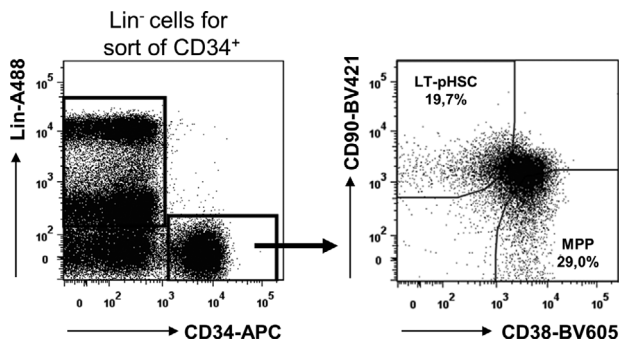 Lin⁻ cells for
sort of CD34⁺
Lin-A488
10⁵
10⁴
10³
10²
0
0 10² 10³ 10⁴ 10⁵
CD34-APC
CD90-BV421
10⁵
10⁴
10³
10²
0
LT-pHSC
19,7%
MPP
29,0%
0 10² 10³ 10⁴ 10⁵
CD38-BV605